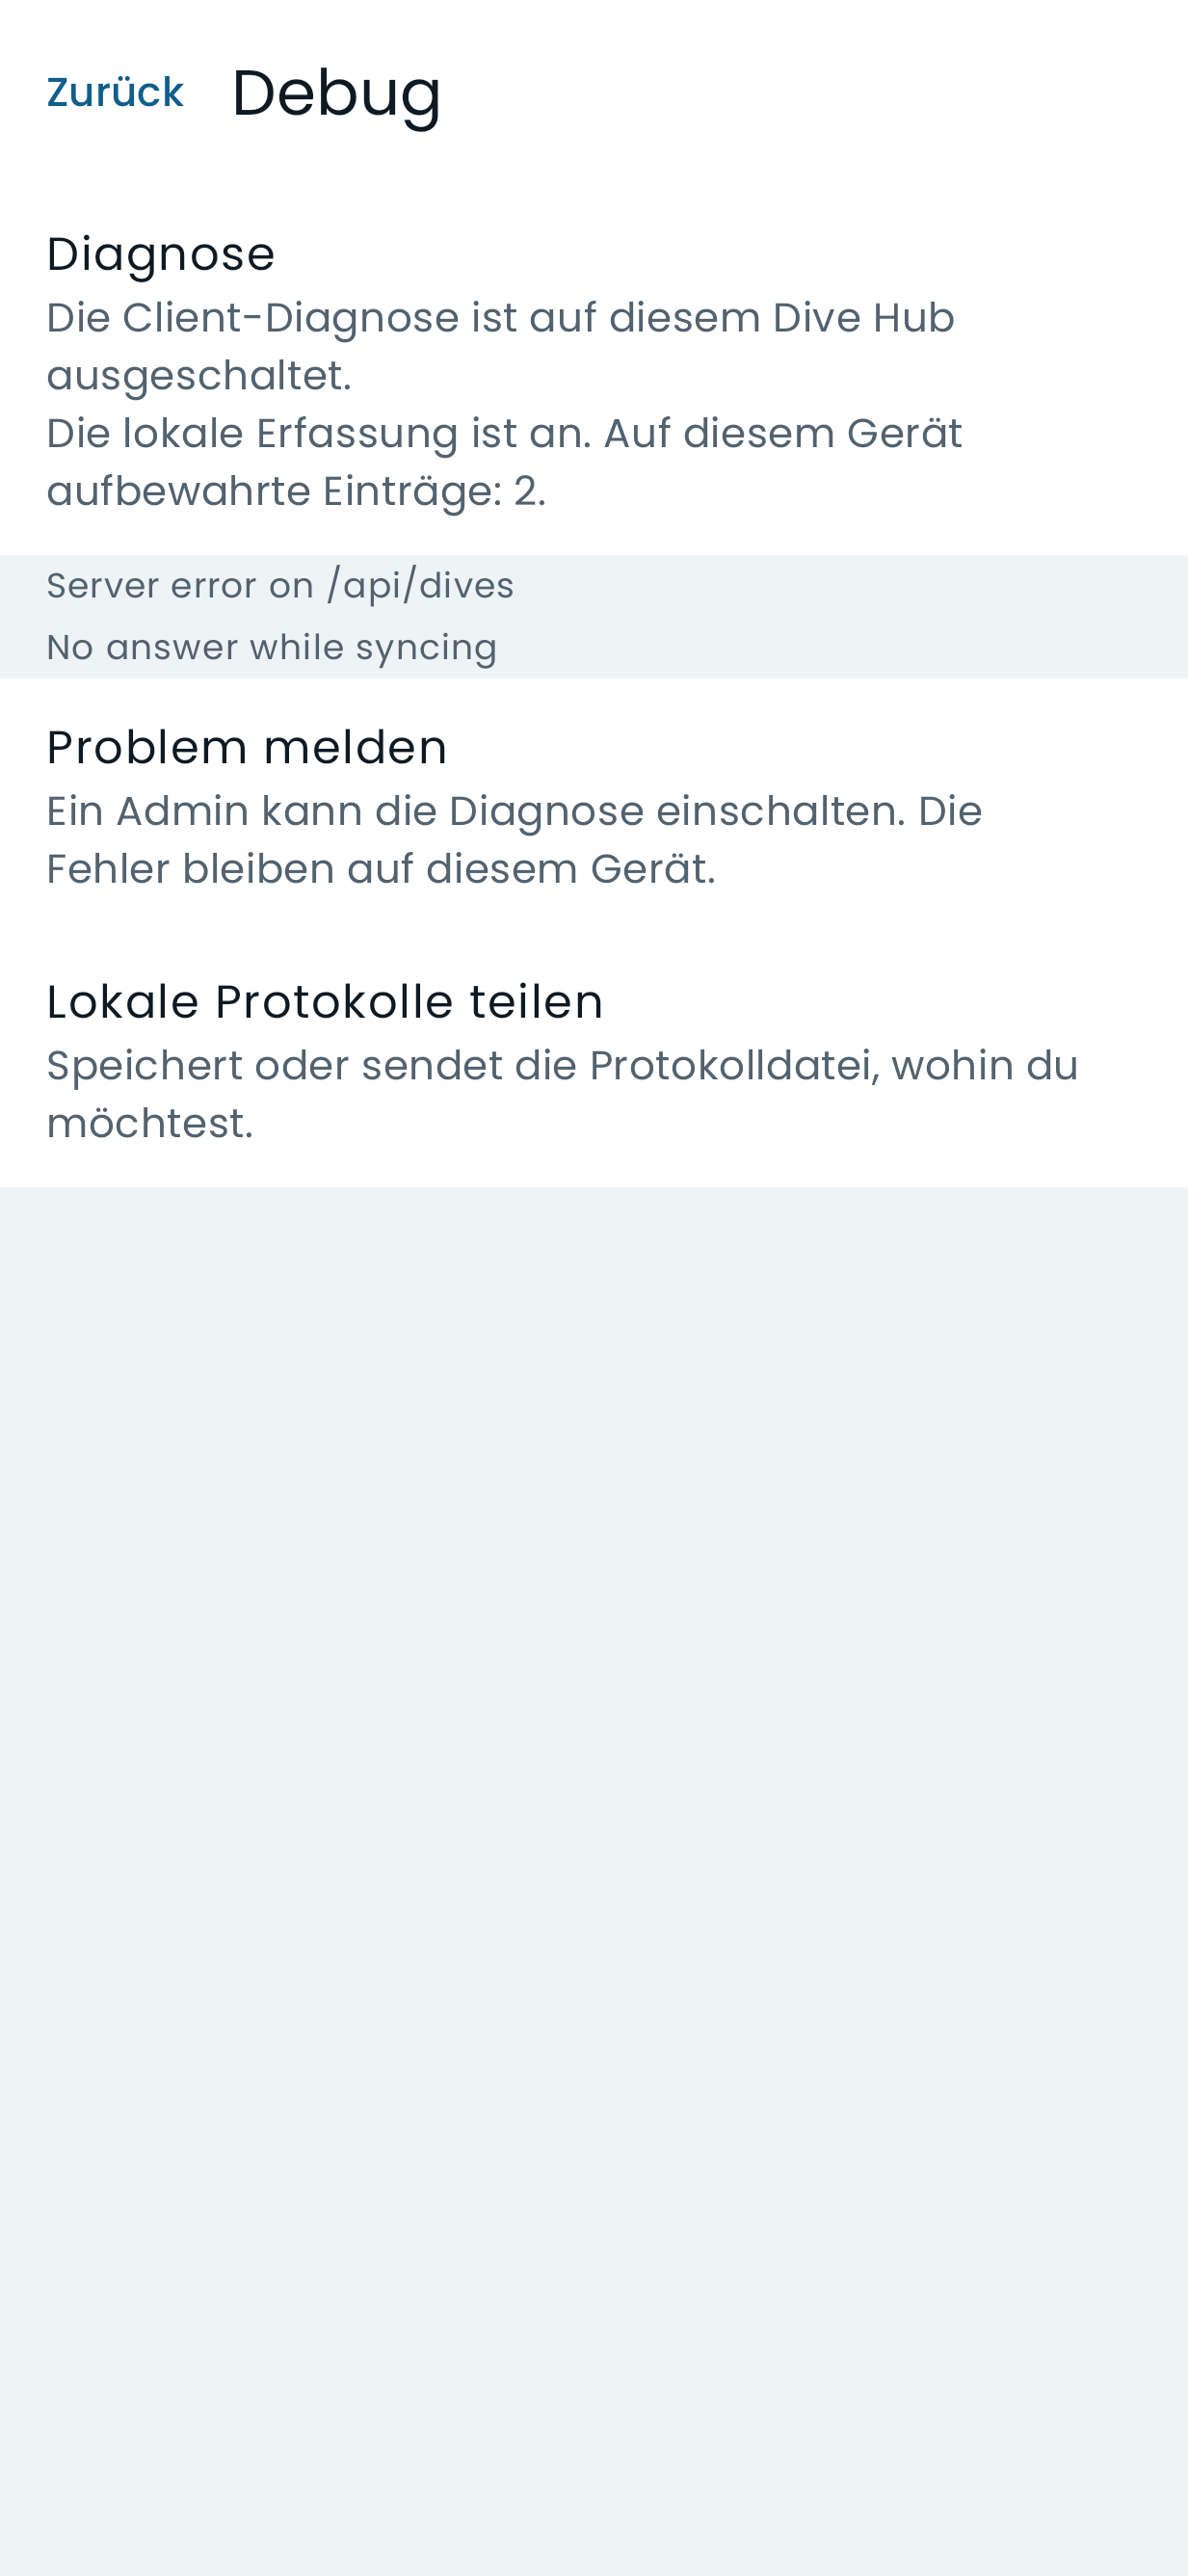 Zurück Debug
Diagnose
Die Client-Diagnose ist auf diesem Dive Hub
ausgeschaltet.
Die lokale Erfassung ist an. Auf diesem Gerät
aufbewahrte Einträge: 2.
Server error on /api/dives
No answer while syncing
Problem melden
Ein Admin kann die Diagnose einschalten. Die
Fehler bleiben auf diesem Gerät.
Lokale Protokolle teilen
Speichert oder sendet die Protokolldatei, wohin du
möchtest.